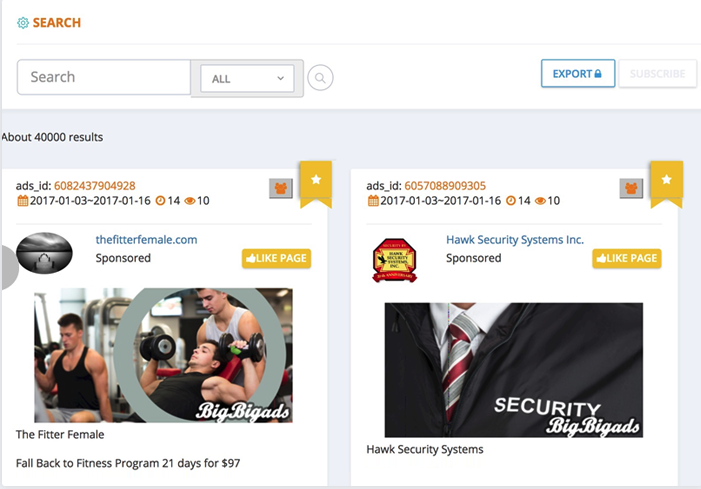 SEARCH
Search
ALL
EXPORT
SUBSCRIBE
About 40000 results
ads_id: 6082437904928
2017-01-03~2017-01-16 14 10
thefitterfemale.com
Sponsored
LIKE PAGE
BigBigads
The Fitter Female
Fall Back to Fitness Program 21 days for $97
ads_id: 6057088909305
2017-01-03~2017-01-16 14 10
Hawk Security Systems Inc.
Sponsored
LIKE PAGE
HAWK
SECURITY
SYSTEMS,
INC.
SECURITY
BigBigads
Hawk Security Systems